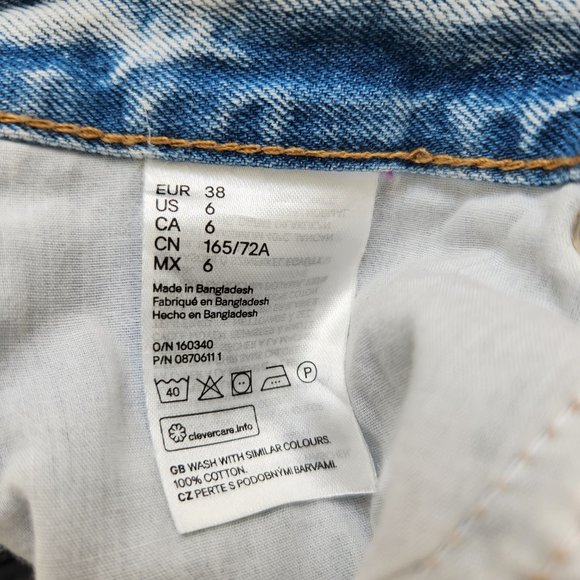 EUR 38
US 6
CA 6
CN 165/72A
MX 6
Made in Bangladesh
Fabriqué en Bangladesh
Hecho en Bangladesh
O/N 160340
P/N 08706111
40 P
clevercare.info
GB WASH WITH SIMILAR COLOURS.
100% COTTON.
CZ PERTE S PODOBNÝMI BARVAMI.